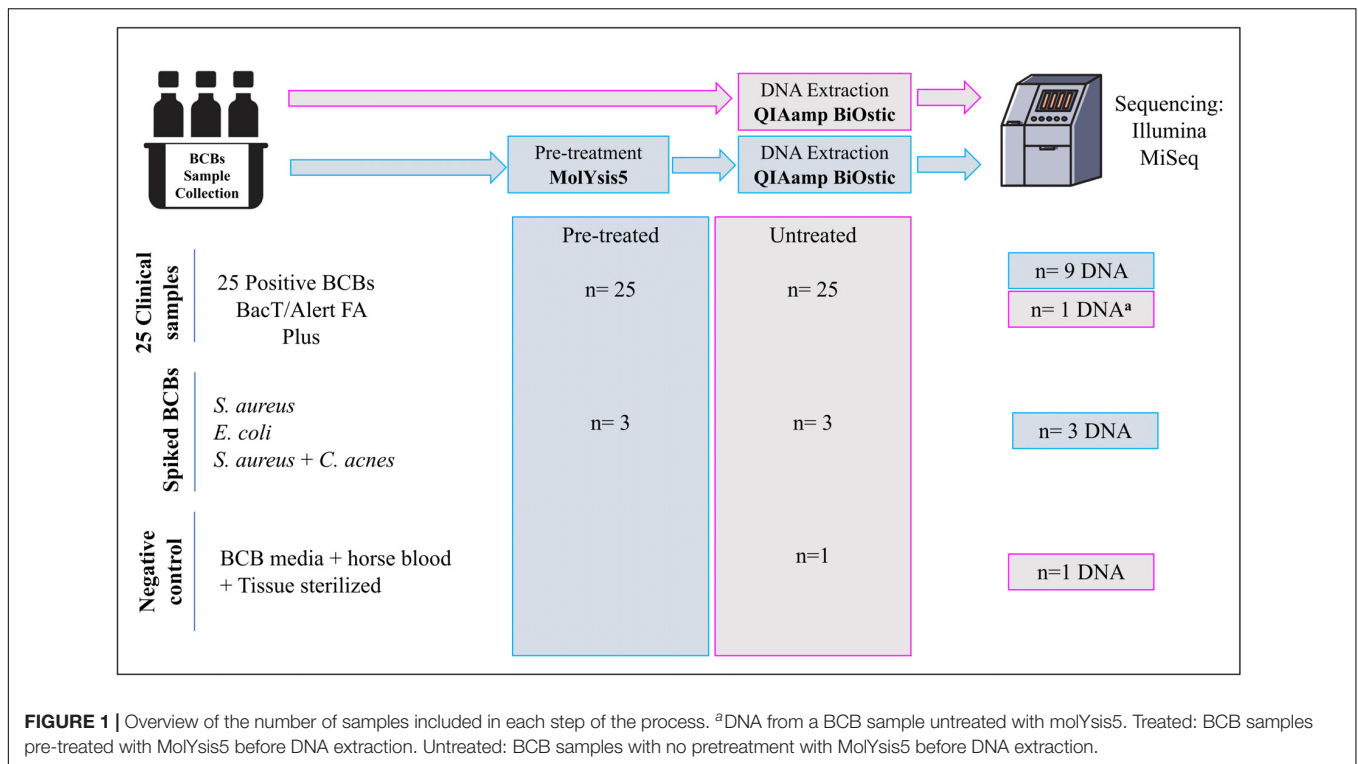 BCBs
Sample
Collection
DNA Extraction
QIAamp BiOstic
Pre-treatment
MolYsis5
DNA Extraction
QIAamp BiOstic
Sequencing:
Illumina
MiSeq
Pre-treated
Untreated
25 Clinical
samples
25 Positive BCBs
BacT/Alert FA
Plus
n= 25
n= 25
n= 9 DNA
n= 1 DNAª
Spiked BCBs
S. aureus
E. coli
S. aureus + C. acnes
n= 3
n= 3
n= 3 DNA
Negative
control
BCB media + horse blood
+ Tissue sterilized
n=1
n=1 DNA
FIGURE 1 | Overview of the number of samples included in each step of the process. ªDNA from a BCB sample untreated with molYsis5. Treated: BCB samples
pre-treated with MolYsis5 before DNA extraction. Untreated: BCB samples with no pretreatment with MolYsis5 before DNA extraction.